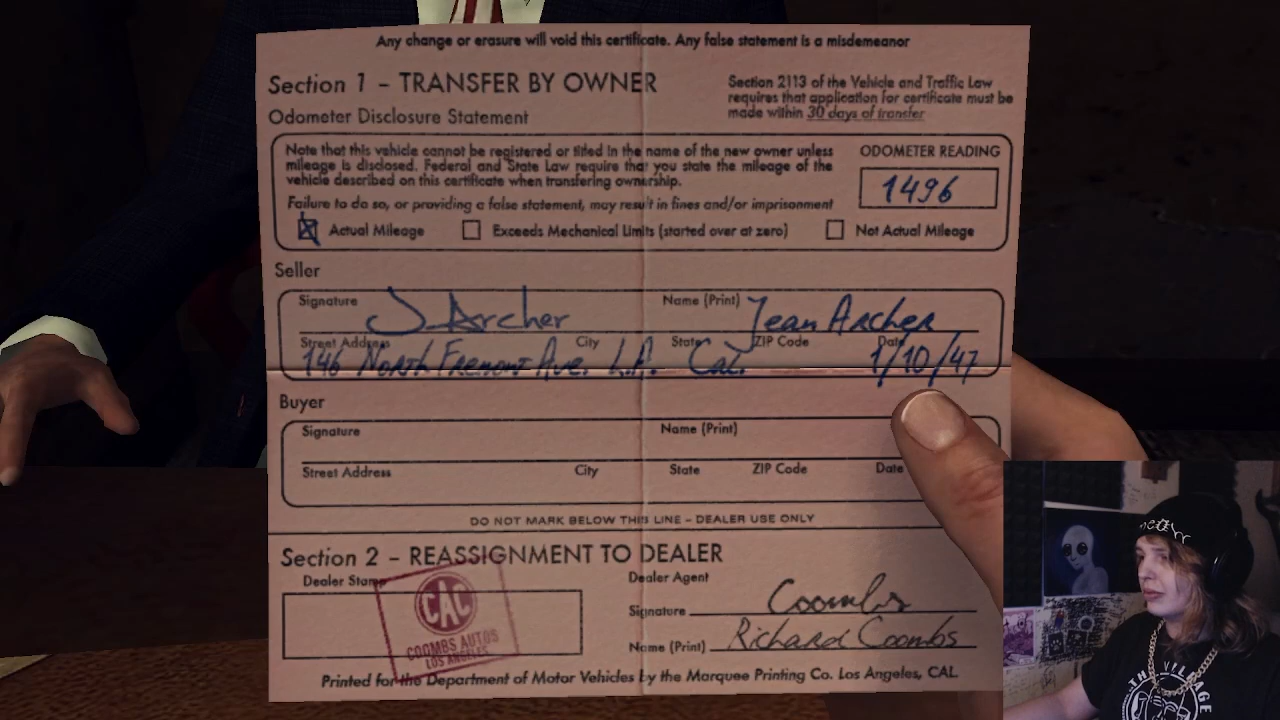 Any change or erasure will void this certificate. Any false statement is a misdemeanor
Section 1 – TRANSFER BY OWNER
Section 2113 of the Vehicle and Traffic Law
requires that application for certificate must be
made within 30 days of transfer
Odometer Disclosure Statement
Note that this vehicle cannot be registered or titled in the name of the new owner unless
mileage is disclosed. Federal and State Law require that you state the mileage of the
vehicle described on this certificate when transfering ownership.
Failure to do so, or providing a false statement, may result in fines and/or imprisonment
ODOMETER READING
1496
Actual Mileage Exceeds Mechanical Limits (started over at zero) Not Actual Mileage
Seller
Signature J. Archer Name (Print) Jean Archer
Street Address City State ZIP Code Date
146 North Fremont Ave. L.A. Cal. 1/10/47
Buyer
Signature Name (Print)
Street Address City State ZIP Code Date
DO NOT MARK BELOW THIS LINE – DEALER USE ONLY
Section 2 – REASSIGNMENT TO DEALER
Dealer Stamp
CAC
COOMBS AUTOS
LOS ANGELES
Dealer Agent
Signature Coombs
Name (Print) Richard Coombs
Printed for the Department of Motor Vehicles by the Marquee Printing Co. Los Angeles, CAL.
THE VILLAGE